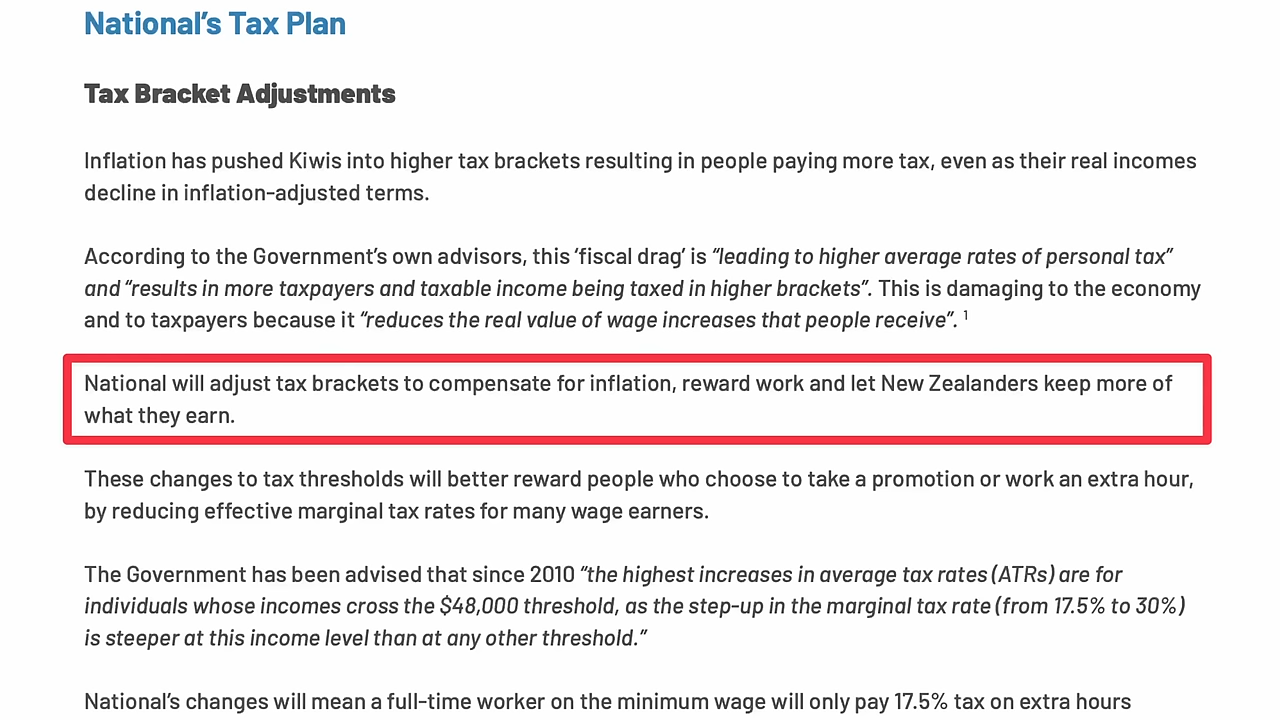 National’s Tax Plan
Tax Bracket Adjustments
Inflation has pushed Kiwis into higher tax brackets resulting in people paying more tax, even as their real incomes
decline in inflation-adjusted terms.
According to the Government’s own advisors, this ‘fiscal drag’ is “leading to higher average rates of personal tax”
and “results in more taxpayers and taxable income being taxed in higher brackets”. This is damaging to the economy
and to taxpayers because it “reduces the real value of wage increases that people receive”. 1
National will adjust tax brackets to compensate for inflation, reward work and let New Zealanders keep more of
what they earn.
These changes to tax thresholds will better reward people who choose to take a promotion or work an extra hour,
by reducing effective marginal tax rates for many wage earners.
The Government has been advised that since 2010 “the highest increases in average tax rates (ATRs) are for
individuals whose incomes cross the $48,000 threshold, as the step-up in the marginal tax rate (from 17.5% to 30%)
is steeper at this income level than at any other threshold.”
National’s changes will mean a full-time worker on the minimum wage will only pay 17.5% tax on extra hours